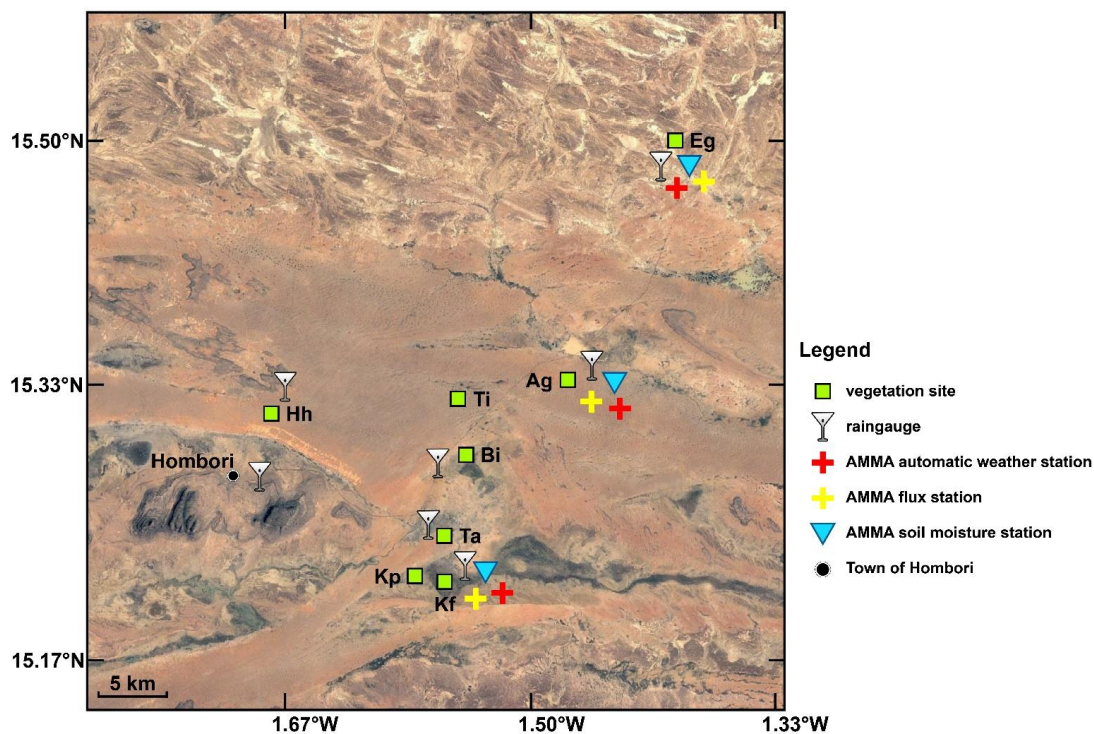 15.50°N
Eg
15.33°N
Ag
Ti
Hh
Bi
Hombori
Ta
Kp
Kf
15.17°N
5 km
1.67°W
1.50°W
1.33°W
Legend
vegetation site
raingauge
AMMA automatic weather station
AMMA flux station
AMMA soil moisture station
Town of Hombori